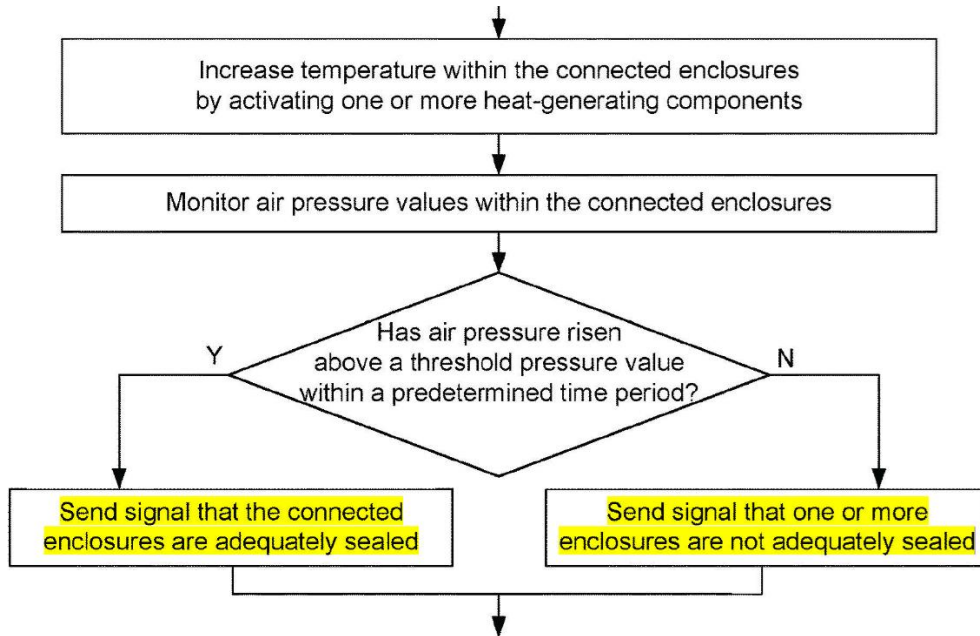 Increase temperature within the connected enclosures
by activating one or more heat-generating components
Monitor air pressure values within the connected enclosures
Has air pressure risen
above a threshold pressure value
within a predetermined time period?
Y
N
Send signal that the connected
enclosures are adequately sealed
Send signal that one or more
enclosures are not adequately sealed